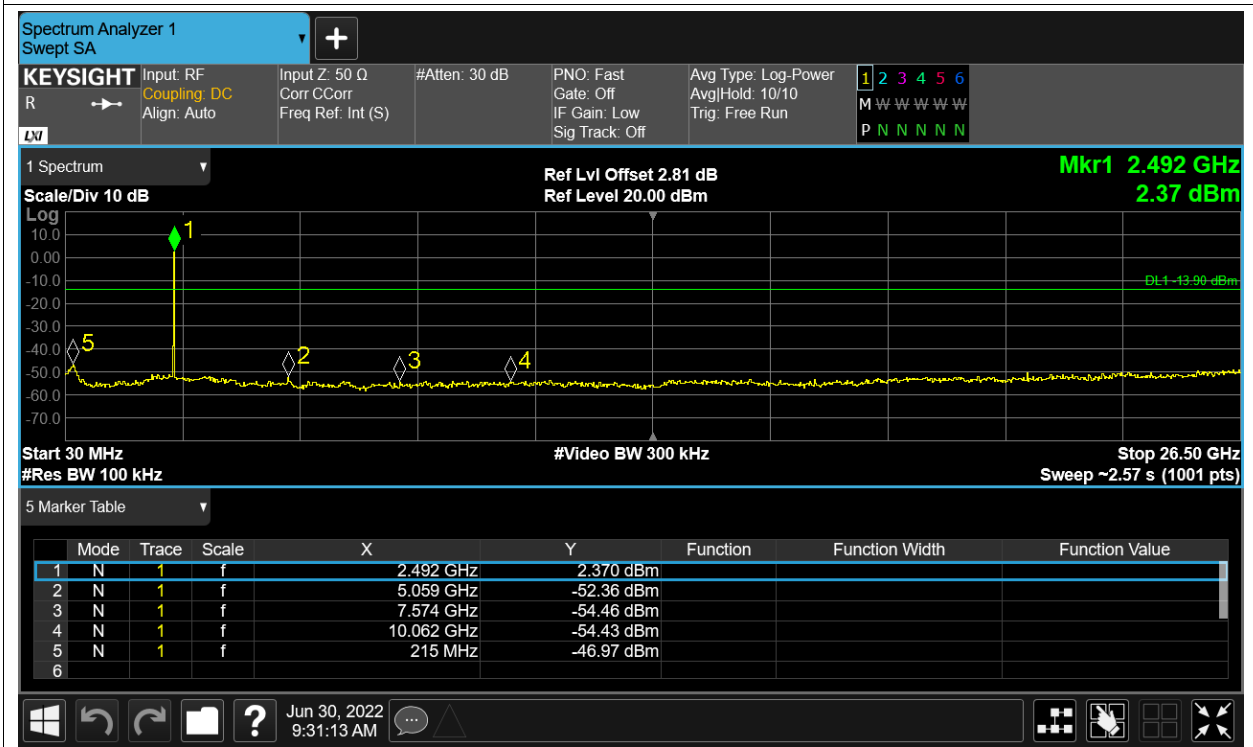 Spectrum Analyzer 1
Swept SA
+
KEYSIGHT Input: RF Input Z: 50 Ω #Atten: 30 dB PNO: Fast Avg Type: Log-Power 1 2 3 4 5 6
R Coupling: DC Corr CCorr Gate: Off Avg|Hold: 10/10 M W W W W W
Align: Auto Freq Ref: Int (S) IF Gain: Low Trig: Free Run
LXI Sig Track: Off P N N N N N
1 Spectrum Ref Lvl Offset 2.81 dB Mkr1 2.492 GHz
Scale/Div 10 dB Ref Level 20.00 dBm 2.37 dBm
Log
1
10.0
0.00
-10.0 DL1 -13.90 dBm
-20.0
-30.0
-40.0 5 2 3 4
-50.0
-60.0
-70.0
Start 30 MHz #Video BW 300 kHz Stop 26.50 GHz
#Res BW 100 kHz Sweep ~2.57 s (1001 pts)
5 Marker Table
Mode Trace Scale X Y Function Function Width Function Value
1 N 1 f 2.492 GHz 2.370 dBm
2 N 1 f 5.059 GHz -52.36 dBm
3 N 1 f 7.574 GHz -54.46 dBm
4 N 1 f 10.062 GHz -54.43 dBm
5 N 1 f 215 MHz -46.97 dBm
6
? Jun 30, 2022
9:31:13 AM